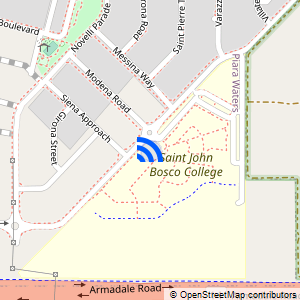 Boulevard
Novelli Parade
Road
Saint Pierre
Messina Way
Modena Road
Siena Approach
Girona Street
Piara Waters
Saint John
Bosco College
Armadale Road
© OpenStreetMap contributors